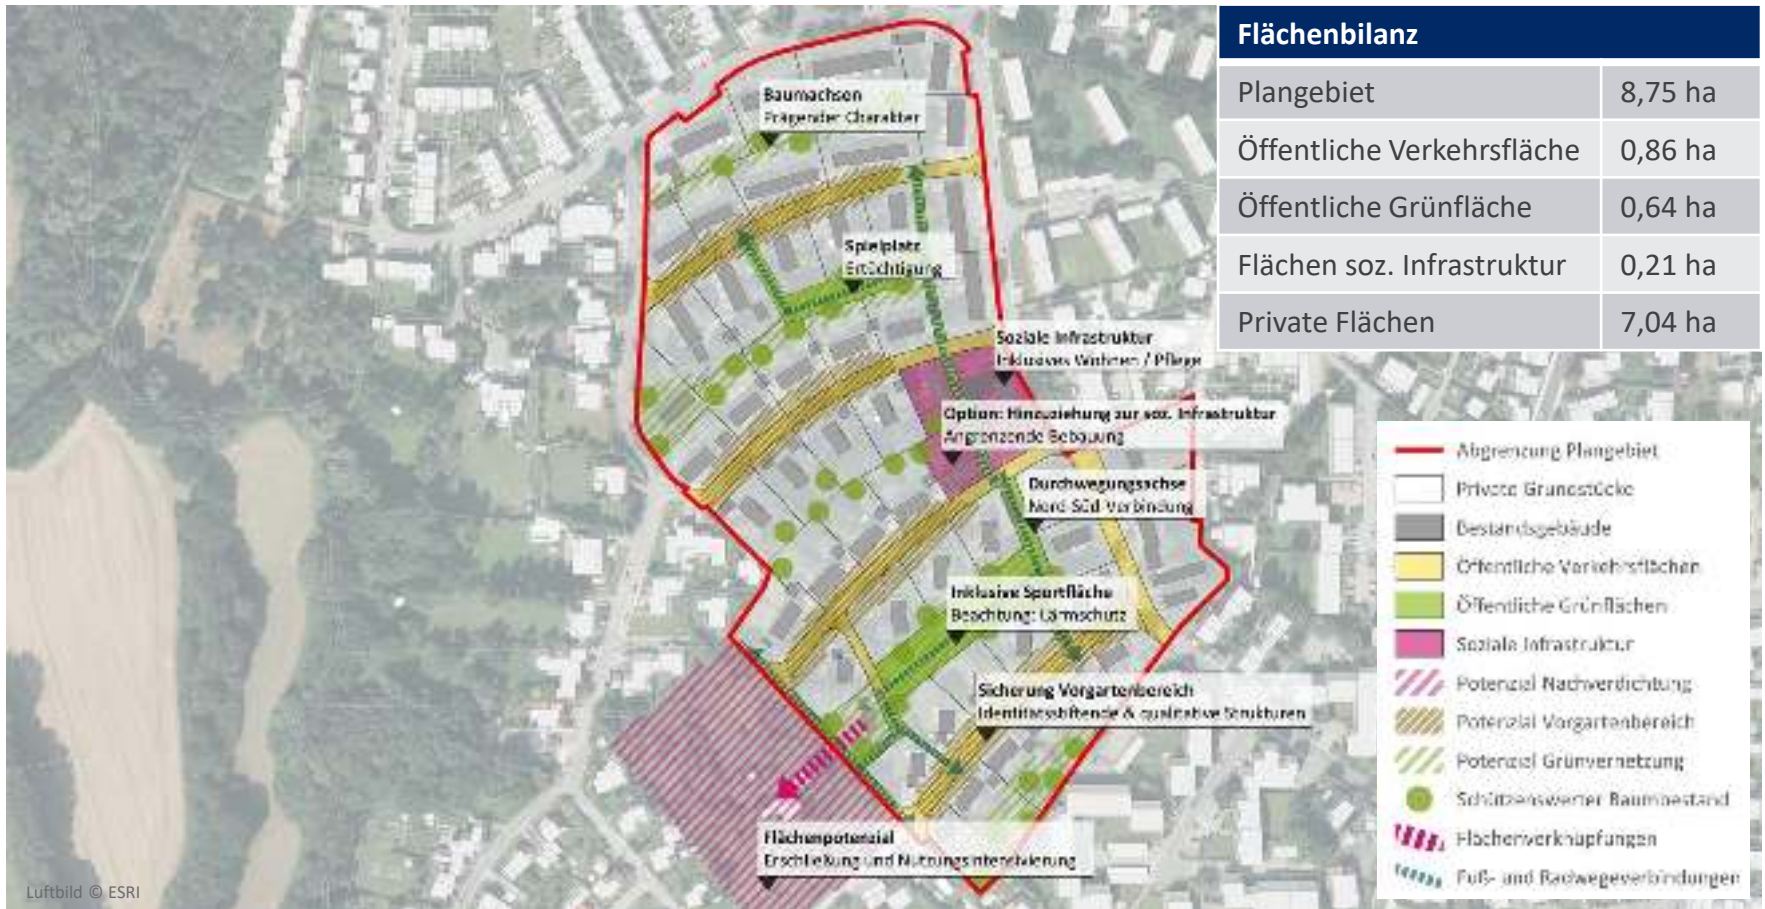 Flächenbilanz
Plangebiet 8,75 ha
Öffentliche Verkehrsfläche 0,86 ha
Öffentliche Grünfläche 0,64 ha
Flächen soz. Infrastruktur 0,21 ha
Private Flächen 7,04 ha
Baumachsen
Prägender Charakter
Spielplatz
Ertüchtigung
Soziale Infrastruktur
Inklusives Wohnen / Pflege
Option: Hinzuziehung zur soz. Infrastruktur
Angrenzende Bebauung
Durchwegungsachse
Nord-Süd-Verbindung
Inklusive Sportfläche
Beachtung: Lärmschutz
Sicherung Vorgartenbereich
Identitätsstiftende & qualitative Strukturen
Flächenpotenzial
Erschließung und Nutzungsintensivierung
Abgrenzung Plangebiet
Private Grundstücke
Bestandsgebäude
Öffentliche Verkehrsflächen
Öffentliche Grünflächen
Soziale Infrastruktur
Potenzial Nachverdichtung
Potenzial Vorgartenbereich
Potenzial Grünvernetzung
Schützenswerter Baumbestand
Flächenverknüpfungen
Fuß- und Radwegeverbindungen
Luftbild © ESRI